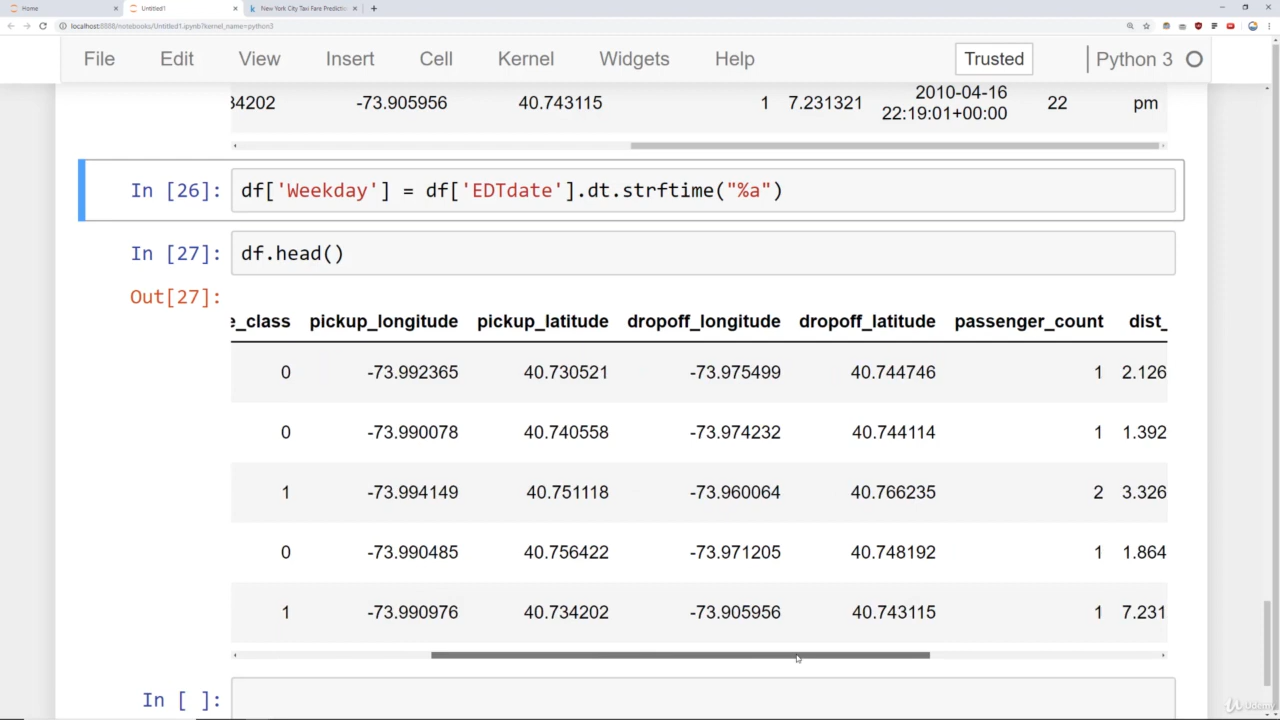 Home
Untitled1
New York City Taxi Fare Predictio
localhost:8888/notebooks/Untitled1.ipynb?kernel_name=python3
File Edit View Insert Cell Kernel Widgets Help Trusted Python 3
34202 -73.905956 40.743115 1 7.231321 2010-04-16 22:19:01+00:00 22 pm
In [26]: df['Weekday'] = df['EDTdate'].dt.strftime("%a")
In [27]: df.head()
Out[27]:
e_class pickup_longitude pickup_latitude dropoff_longitude dropoff_latitude passenger_count dist_
0 -73.992365 40.730521 -73.975499 40.744746 1 2.126
0 -73.990078 40.740558 -73.974232 40.744114 1 1.392
1 -73.994149 40.751118 -73.960064 40.766235 2 3.326
0 -73.990485 40.756422 -73.971205 40.748192 1 1.864
1 -73.990976 40.734202 -73.905956 40.743115 1 7.231
In [ ]:
Udemy